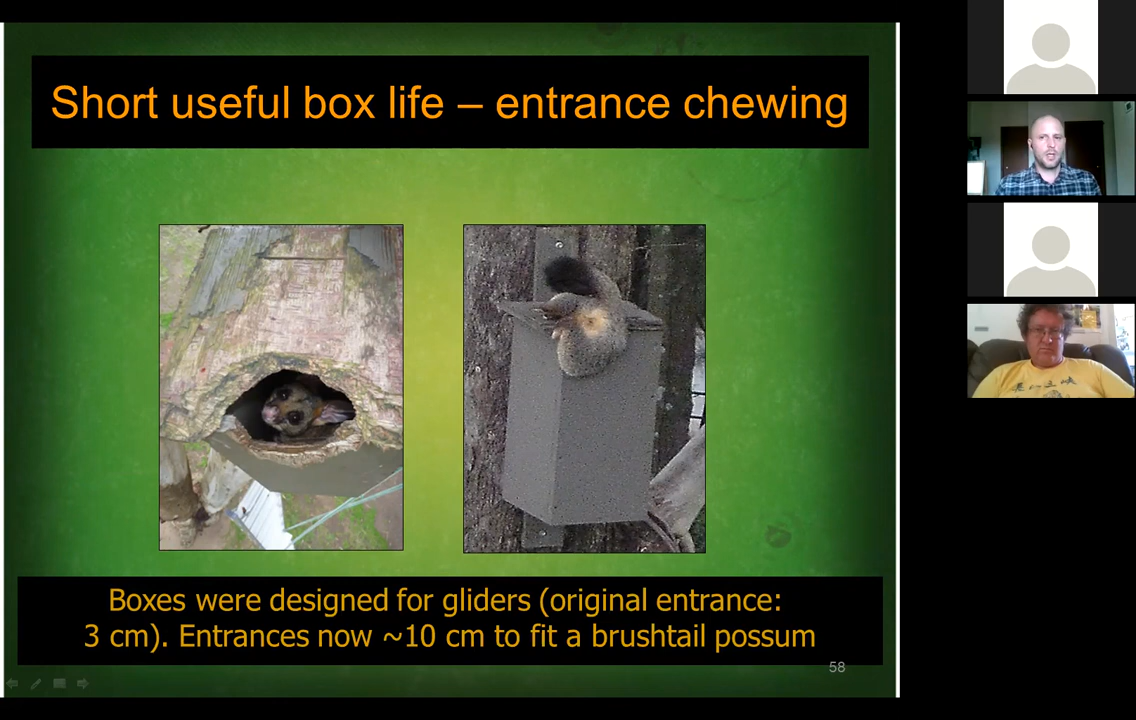 Short useful box life – entrance chewing
Boxes were designed for gliders (original entrance:
3 cm). Entrances now ~10 cm to fit a brushtail possum
58